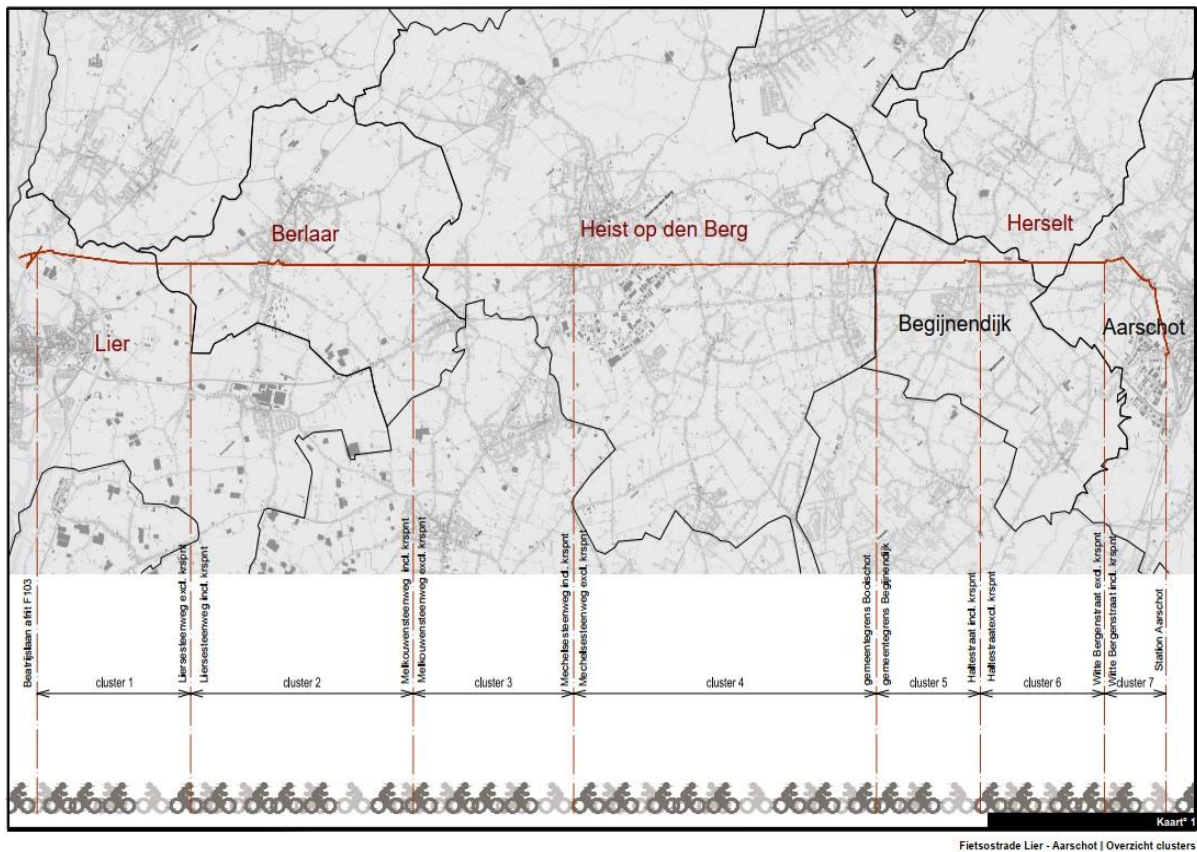 Berlaar
Heist op den Berg
Herselt
Lier
Begijnendijk
Aarschot
Beatrijslaan afrit F103
Liersesteenweg excl. krspnt
Liersesteenweg incl. krspnt
Melkouwensteenweg incl. krspnt
Melkouwensteenweg excl. krspnt
Mechelsesteenweg incl. krspnt
Mechelsesteenweg excl. krspnt
gemeentegrens Booischot
gemeentegrens Begijnendijk
Haltestraat incl. krspnt
Haltestraatexcl. krspnt
Witte Bergenstraat excl. krspnt
Witte Bergenstraat incl. krspnt
Station Aarschot
cluster 1
cluster 2
cluster 3
cluster 4
cluster 5
cluster 6
cluster 7
Kaart° 1
Fietsostrade Lier - Aarschot | Overzicht clusters